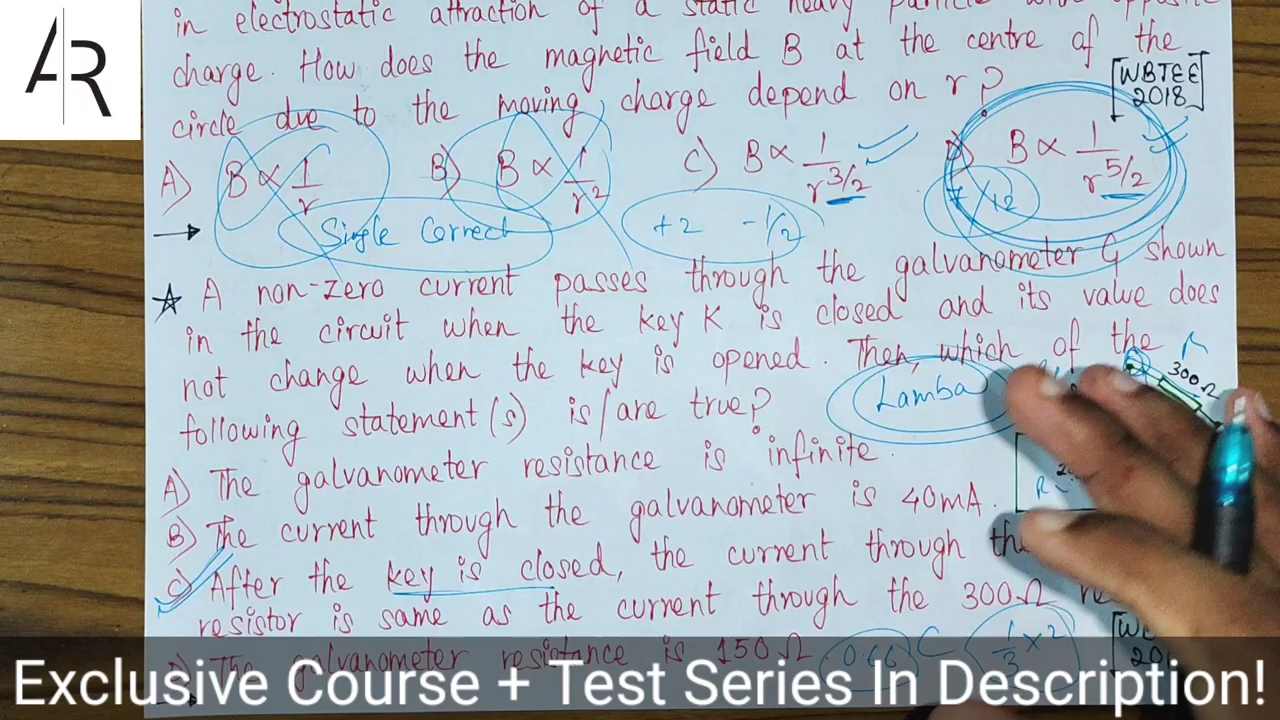 AR
in electrostatic attraction of a static heavy particle with opposite
charge. How does the magnetic field B at the centre of the
circle due to the moving charge depend on r?
[WBJEE 2018]
A) B ∝ 1/r B) B ∝ 1/r² C) B ∝ 1/r^3/2 D) B ∝ 1/r^5/2
→ Single Correct +2 -1/2
☆ A non-zero current passes through the galvanometer G shown
in the circuit when the key K is closed and its value does
not change when the key is opened. Then, which of the
following statement(s) is/are true? Lamba
300Ω
A) The galvanometer resistance is infinite.
B) The current through the galvanometer is 40mA.
C) After the key is closed, the current through the
resistor is same as the current through the 300Ω
D) The galvanometer resistance is 150Ω 0.66 C 1/3 × 2
Exclusive Course + Test Series In Description!